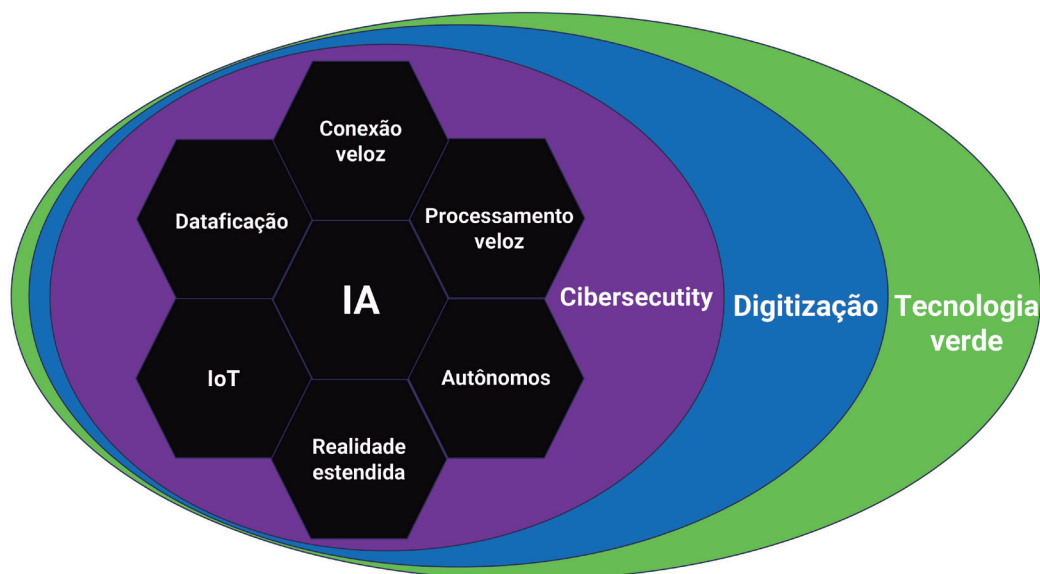 Conexão
veloz
Dataficação
Processamento
veloz
IA
Cibersecutity
Digitização
Tecnologia
verde
IoT
Autônomos
Realidade
estendida